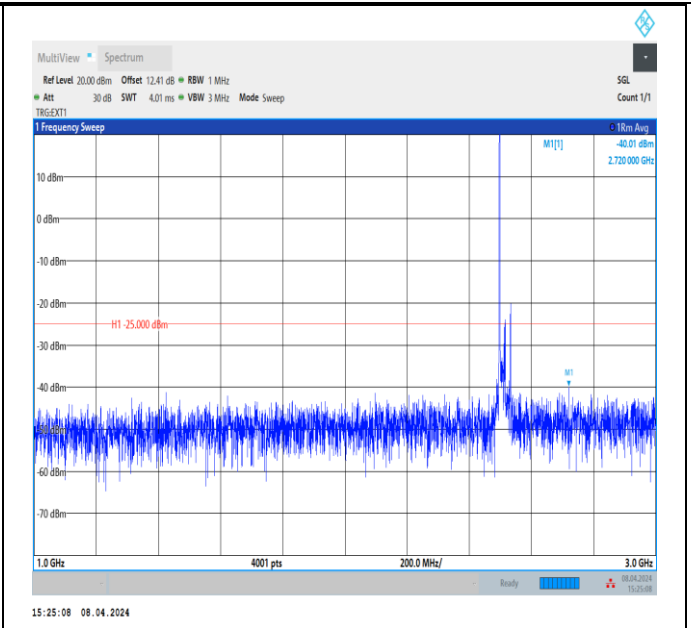 MultiView Spectrum
Ref Level 20.00 dBm Offset 12.41 dB RBW 1 MHz SGL
Att 30 dB SWT 4.01 ms VBW 3 MHz Mode Sweep Count 1/1
TRG:EXT1
1 Frequency Sweep 1Rm Avg
M1[1] -40.01 dBm
2.720 000 GHz
10 dBm
0 dBm
-10 dBm
-20 dBm
H1 -25.000 dBm
-30 dBm
M1
-40 dBm
-60 dBm
-70 dBm
1.0 GHz 4001 pts 200.0 MHz/ 3.0 GHz
Ready 08.04.2024
15:25:08
15:25:08 08.04.2024